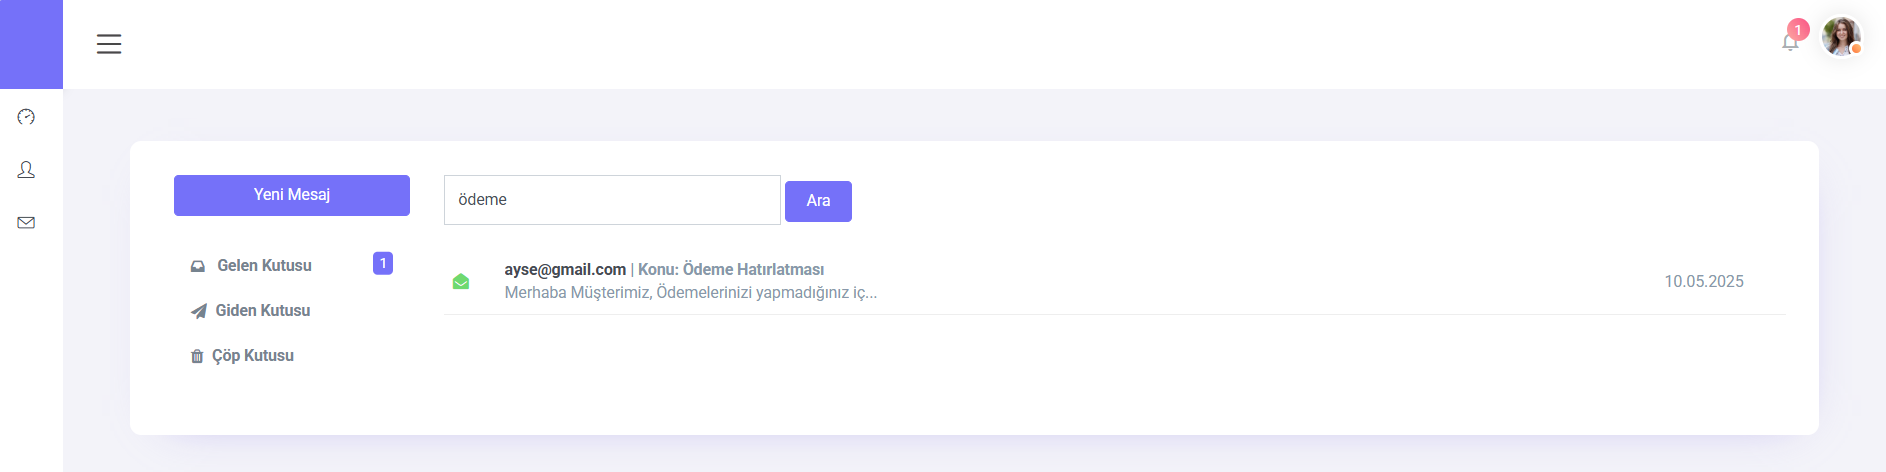 1
Yeni Mesaj
ödeme
Ara
Gelen Kutusu 1
Giden Kutusu
Çöp Kutusu
ayse@gmail.com | Konu: Ödeme Hatırlatması
Merhaba Müşterimiz, Ödemelerinizi yapmadığınız iç...
10.05.2025